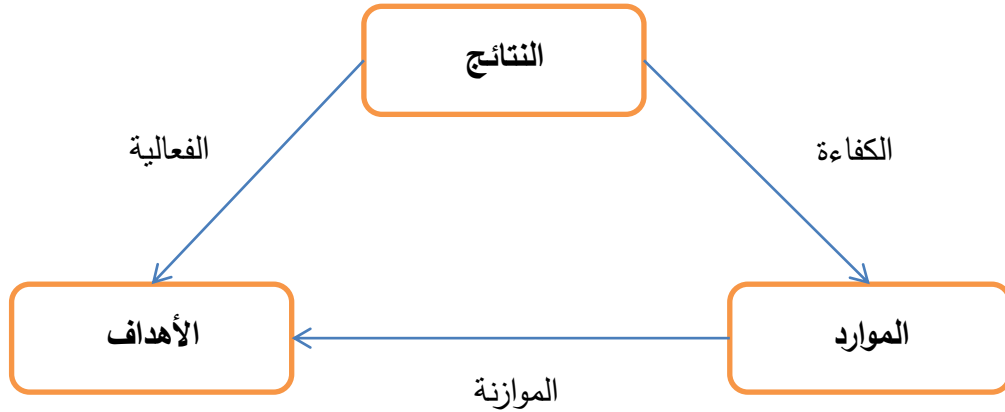 النتائج
الكفاءة
الفعالية
الموارد
الأهداف
الموازنة